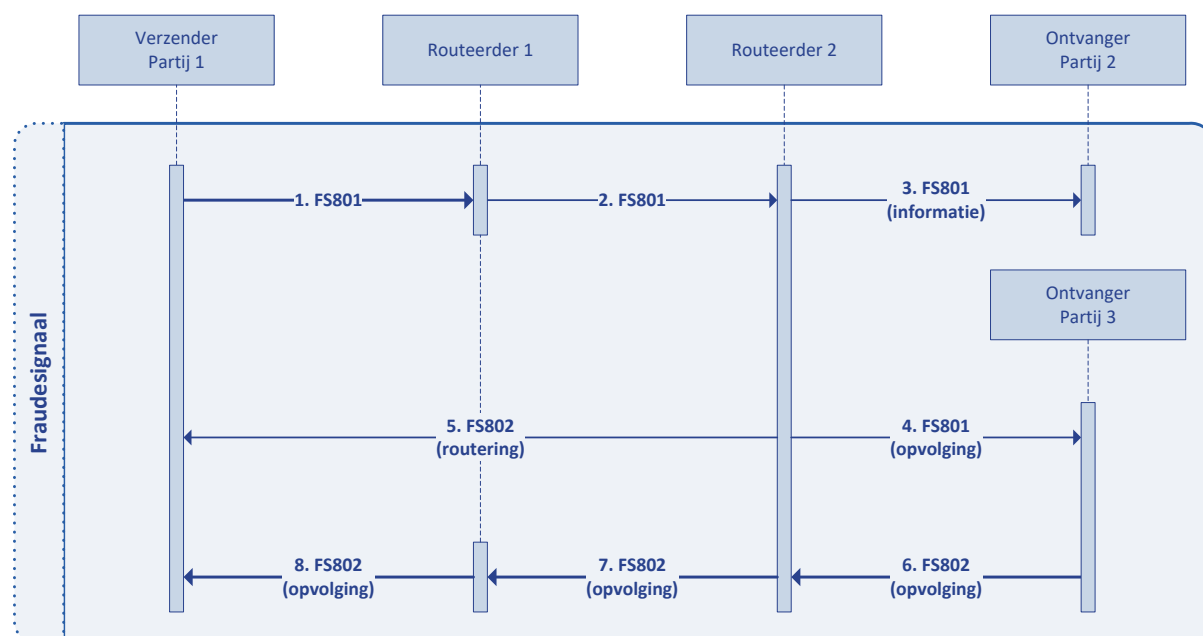 Verzender
Partij 1
Routeerder 1
Routeerder 2
Ontvanger
Partij 2
Fraudesignaal
1. FS801
2. FS801
3. FS801
(informatie)
Ontvanger
Partij 3
5. FS802
(routering)
4. FS801
(opvolging)
8. FS802
(opvolging)
7. FS802
(opvolging)
6. FS802
(opvolging)